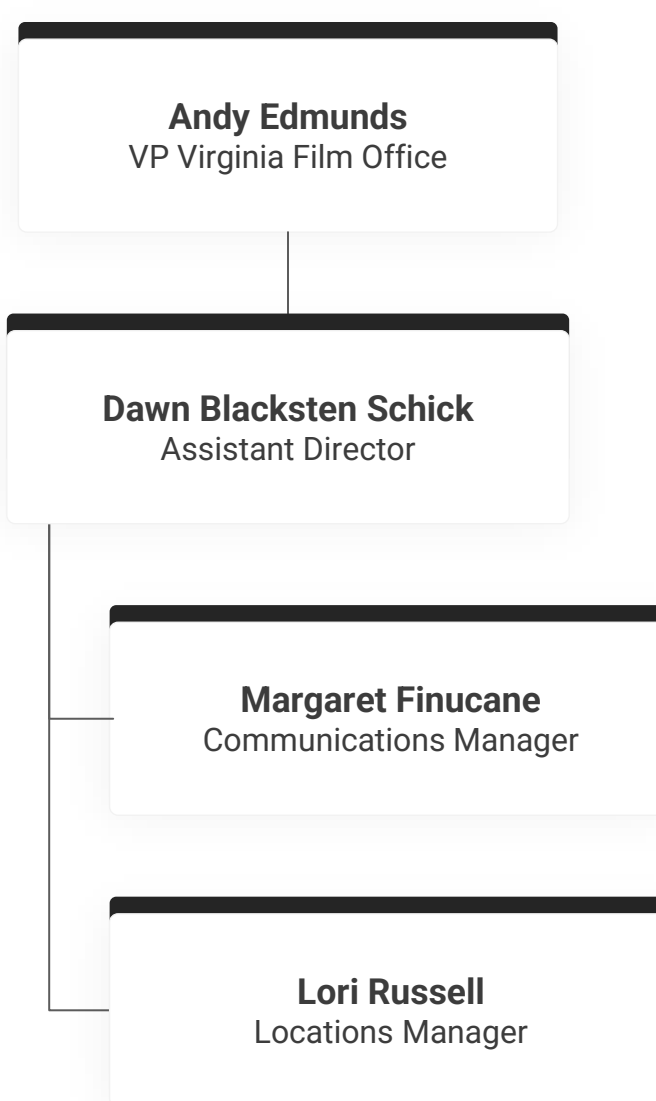 Andy Edmunds
VP Virginia Film Office
Dawn Blacksten Schick
Assistant Director
Margaret Finucane
Communications Manager
Lori Russell
Locations Manager